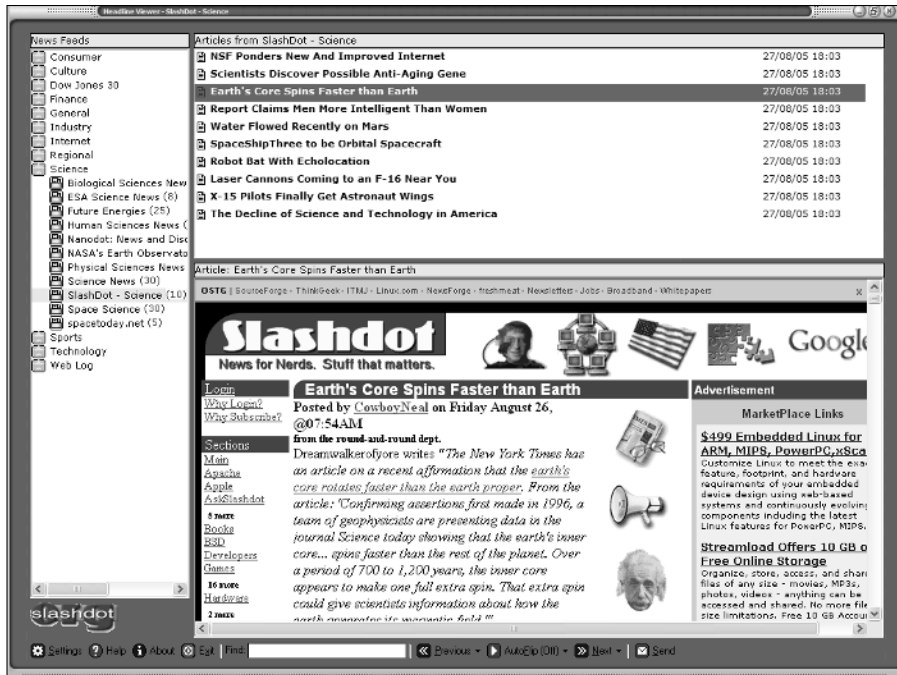 Headline Viewer - SlashDot - Science
News Feeds
Consumer
Culture
Dow Jones 30
Finance
General
Industry
Internet
Regional
Science
Biological Sciences New
ESA Science News (8)
Future Energies (25)
Human Sciences News (
Nanodot: News and Disc
NASA's Earth Observato
Physical Sciences News
Science News (30)
SlashDot - Science (10)
Space Science (30)
spacetoday.net (5)
Sports
Technology
Web Log
slashdot
Articles from SlashDot - Science
NSF Ponders New And Improved Internet 27/08/05 18:03
Scientists Discover Possible Anti-Aging Gene 27/08/05 18:03
Earth's Core Spins Faster than Earth 27/08/05 18:03
Report Claims Men More Intelligent Than Women 27/08/05 18:03
Water Flowed Recently on Mars 27/08/05 18:03
SpaceShipThree to be Orbital Spacecraft 27/08/05 18:03
Robot Bat With Echolocation 27/08/05 18:03
Laser Cannons Coming to an F-16 Near You 27/08/05 18:03
X-15 Pilots Finally Get Astronaut Wings 27/08/05 18:03
The Decline of Science and Technology in America 27/08/05 18:03
Article: Earth's Core Spins Faster than Earth
OSTG | SourceForge - ThinkGeek - ITMJ - Linux.com - NewsForge - freshmeat - Newsletters - Jobs - Broadband - Whitepapers x
Slashdot
News for Nerds. Stuff that matters.
Google
Login
Why Login?
Why Subscribe?
Sections
Main
Apache
Apple
AskSlashdot
8 more
Books
BSD
Developers
Games
16 more
Hardware
2 more
Earth's Core Spins Faster than Earth
Posted by CowboyNeal on Friday August 26,
@07:54AM
from the round-and-round dept.
Dreamwalkerofyore writes "The New York Times has
an article on a recent affirmation that the earth's
core rotates faster than the earth proper. From the
article: 'Confirming assertions first made in 1996, a
team of geophysicists are presenting data in the
journal Science today showing that the earth's inner
core... spins faster than the rest of the planet. Over
a period of 700 to 1,200 years, the inner core
appears to make one full extra spin. That extra spin
could give scientists information about how the
earth generates its magnetic field.'"
Advertisement
MarketPlace Links
$499 Embedded Linux for
ARM, MIPS, PowerPC,xSca
Customize Linux to meet the exa
feature, footprint, and hardware
requirements of your embedded
device design using web-based
systems and continuously evolving
components including the latest
Linux features for PowerPC, MIPS.
Streamload Offers 10 GB o
Free Online Storage
Organize, store, access, and shar
files of any size - movies, MP3s,
photos, videos - anything can be
accessed and shared. No more file
size limitations. Free 10 GB Accou
Settings Help About Exit Find: Previous AutoFlip (Off) Next Send